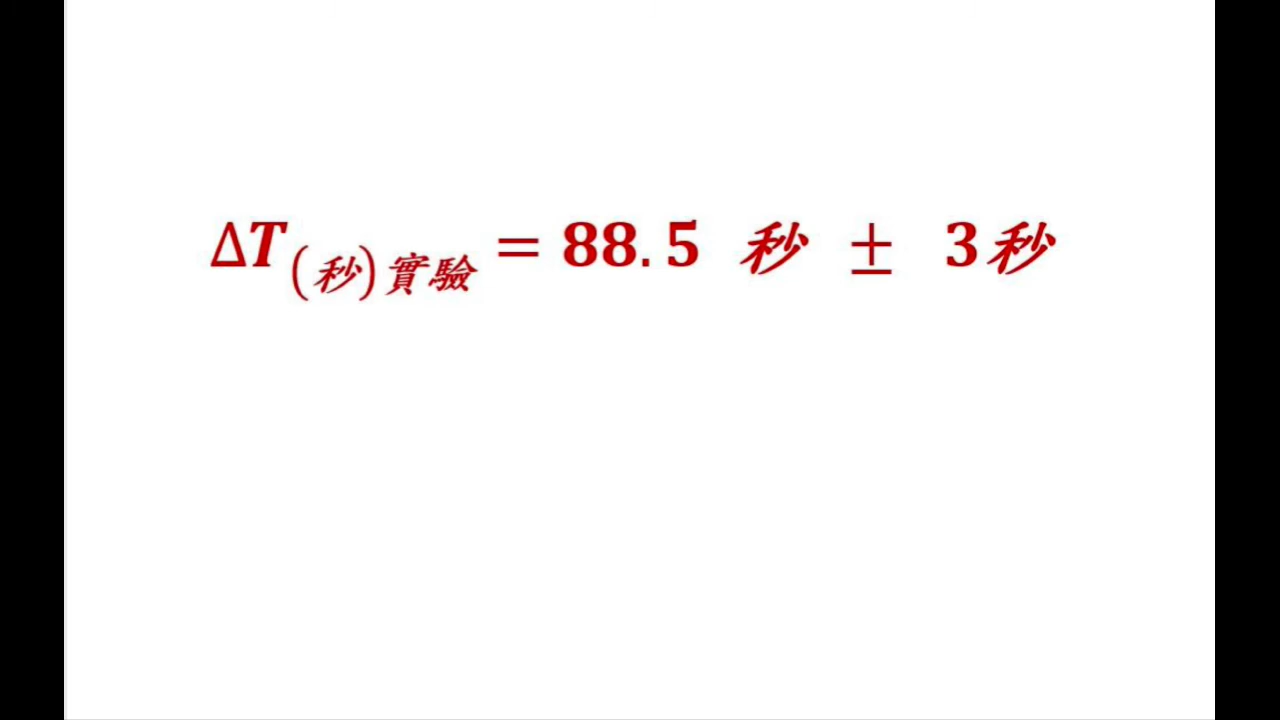 ΔT(秒)實驗 = 88.5 秒 ± 3秒